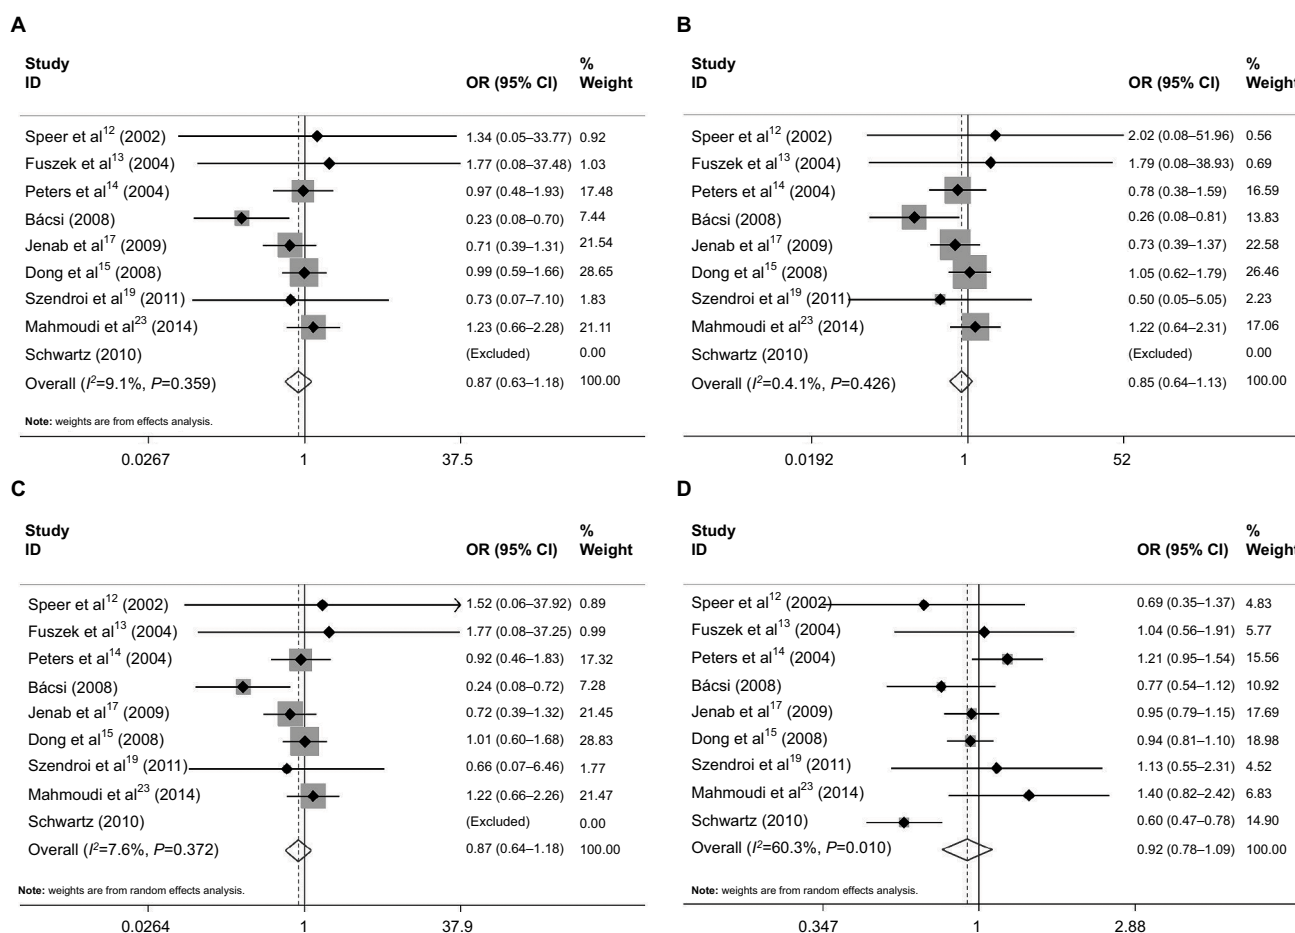 A
Study
ID
OR (95% CI)
%
Weight
Speer et al12 (2002) 1.34 (0.05–33.77) 0.92
Fuszek et al13 (2004) 1.77 (0.08–37.48) 1.03
Peters et al14 (2004) 0.97 (0.48–1.93) 17.48
Bácsi (2008) 0.23 (0.08–0.70) 7.44
Jenab et al17 (2009) 0.71 (0.39–1.31) 21.54
Dong et al15 (2008) 0.99 (0.59–1.66) 28.65
Szendroi et al19 (2011) 0.73 (0.07–7.10) 1.83
Mahmoudi et al23 (2014) 1.23 (0.66–2.28) 21.11
Schwartz (2010) (Excluded) 0.00
Overall (I2=9.1%, P=0.359) 0.87 (0.63–1.18) 100.00
Note: weights are from effects analysis.
0.0267 1 37.5
B
Study
ID
OR (95% CI)
%
Weight
Speer et al12 (2002) 2.02 (0.08–51.96) 0.56
Fuszek et al13 (2004) 1.79 (0.08–38.93) 0.69
Peters et al14 (2004) 0.78 (0.38–1.59) 16.59
Bácsi (2008) 0.26 (0.08–0.81) 13.83
Jenab et al17 (2009) 0.73 (0.39–1.37) 22.58
Dong et al15 (2008) 1.05 (0.62–1.79) 26.46
Szendroi et al19 (2011) 0.50 (0.05–5.05) 2.23
Mahmoudi et al23 (2014) 1.22 (0.64–2.31) 17.06
Schwartz (2010) (Excluded) 0.00
Overall (I2=0.4.1%, P=0.426) 0.85 (0.64–1.13) 100.00
0.0192 1 52
C
Study
ID
OR (95% CI)
%
Weight
Speer et al12 (2002) 1.52 (0.06–37.92) 0.89
Fuszek et al13 (2004) 1.77 (0.08–37.25) 0.99
Peters et al14 (2004) 0.92 (0.46–1.83) 17.32
Bácsi (2008) 0.24 (0.08–0.72) 7.28
Jenab et al17 (2009) 0.72 (0.39–1.32) 21.45
Dong et al15 (2008) 1.01 (0.60–1.68) 28.83
Szendroi et al19 (2011) 0.66 (0.07–6.46) 1.77
Mahmoudi et al23 (2014) 1.22 (0.66–2.26) 21.47
Schwartz (2010) (Excluded) 0.00
Overall (I2=7.6%, P=0.372) 0.87 (0.64–1.18) 100.00
Note: weights are from random effects analysis.
0.0264 1 37.9
D
Study
ID
OR (95% CI)
%
Weight
Speer et al12 (2002) 0.69 (0.35–1.37) 4.83
Fuszek et al13 (2004) 1.04 (0.56–1.91) 5.77
Peters et al14 (2004) 1.21 (0.95–1.54) 15.56
Bácsi (2008) 0.77 (0.54–1.12) 10.92
Jenab et al17 (2009) 0.95 (0.79–1.15) 17.69
Dong et al15 (2008) 0.94 (0.81–1.10) 18.98
Szendroi et al19 (2011) 1.13 (0.55–2.31) 4.52
Mahmoudi et al23 (2014) 1.40 (0.82–2.42) 6.83
Schwartz (2010) 0.60 (0.47–0.78) 14.90
Overall (I2=60.3%, P=0.010) 0.92 (0.78–1.09) 100.00
Note: weights are from random effects analysis.
0.347 1 2.88